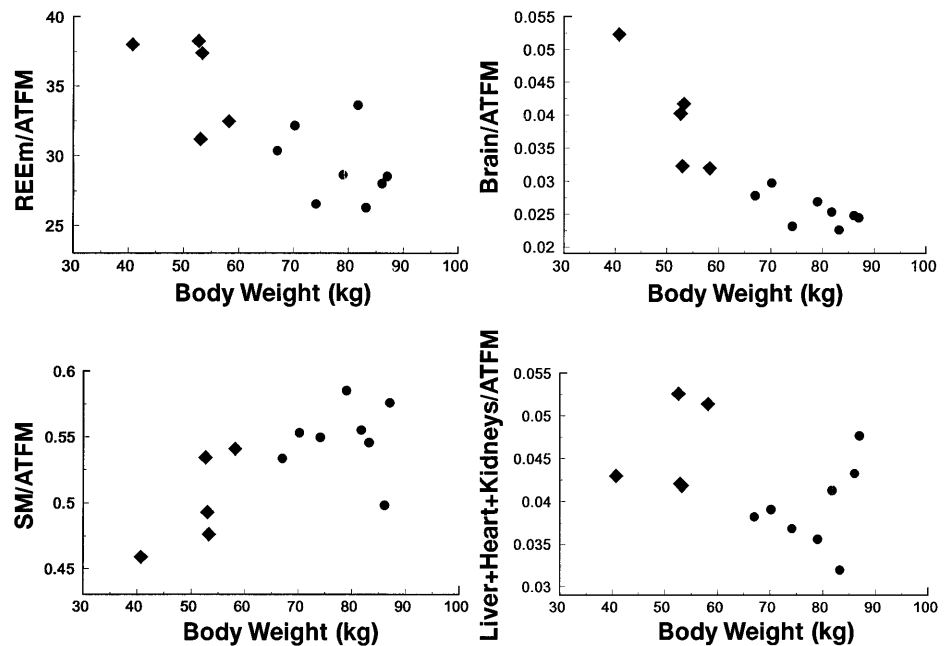 REEm/ATFM
40
35
30
25
30 40 50 60 70 80 90 100
Body Weight (kg)
Brain/ATFM
0.055
0.05
0.045
0.04
0.035
0.03
0.025
0.02
30 40 50 60 70 80 90 100
Body Weight (kg)
SM/ATFM
0.6
0.55
0.5
0.45
30 40 50 60 70 80 90 100
Body Weight (kg)
Liver+Heart+Kidneys/ATFM
0.055
0.05
0.045
0.04
0.035
0.03
30 40 50 60 70 80 90 100
Body Weight (kg)